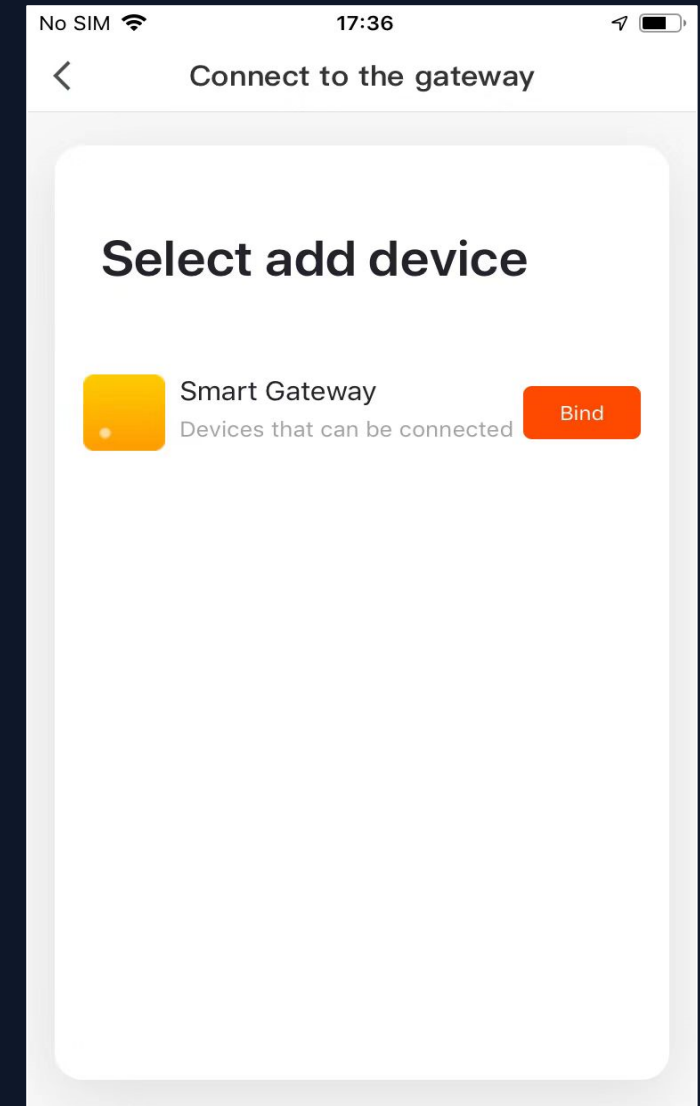 No SIM 17:36
Connect to the gateway
Select add device
Smart Gateway
Devices that can be connected
Bind